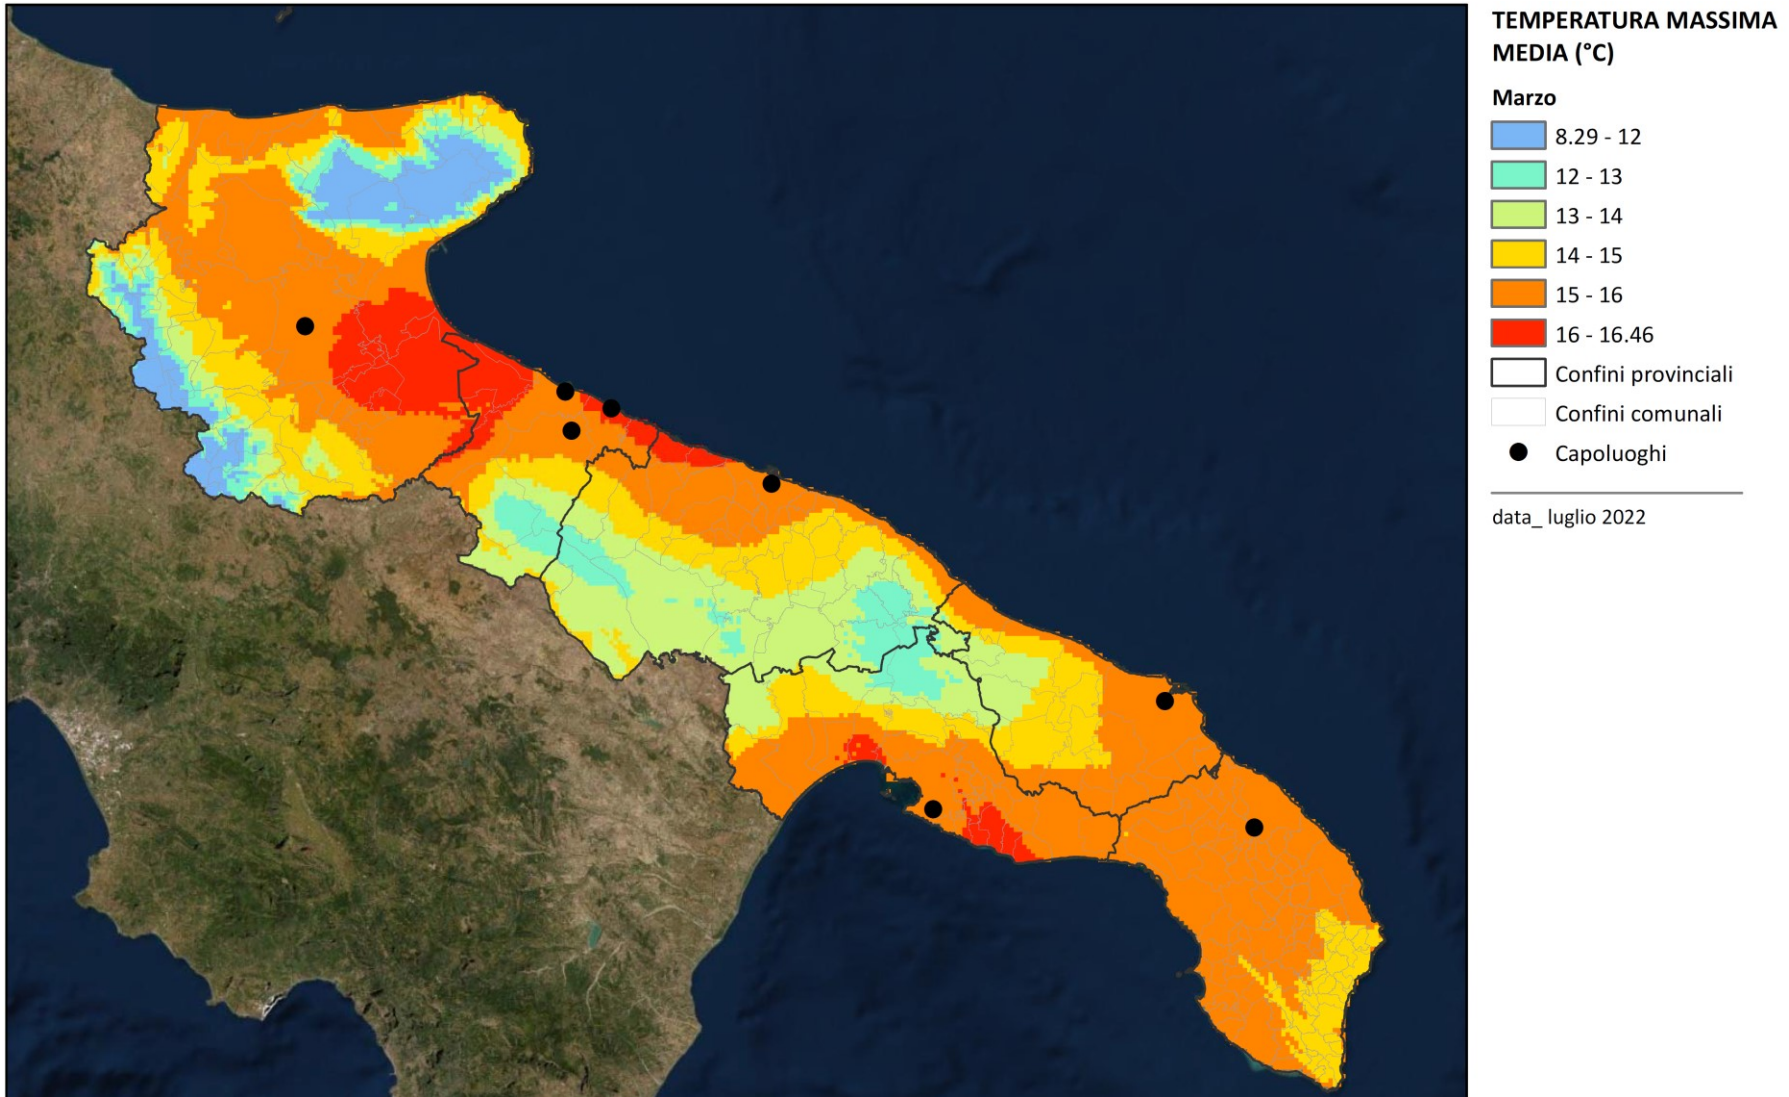 TEMPERATURA MASSIMA
MEDIA (°C)
Marzo
8.29 - 12
12 - 13
13 - 14
14 - 15
15 - 16
16 - 16.46
Confini provinciali
Confini comunali
Capoluoghi
data_ luglio 2022